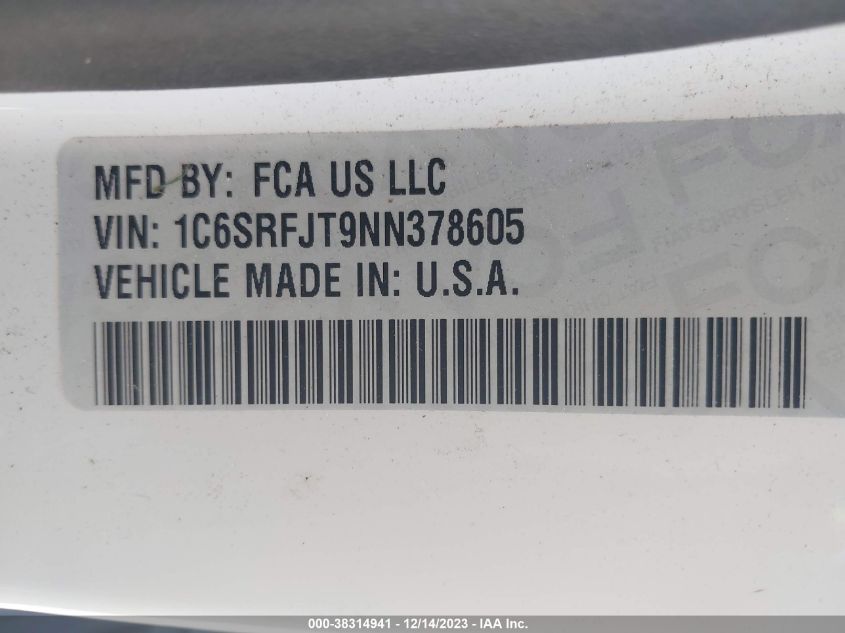 MFD BY: FCA US LLC
VIN: 1C6SRFJT9NN378605
VEHICLE MADE IN: U.S.A.
000-38314941 - 12/14/2023 - IAA Inc.